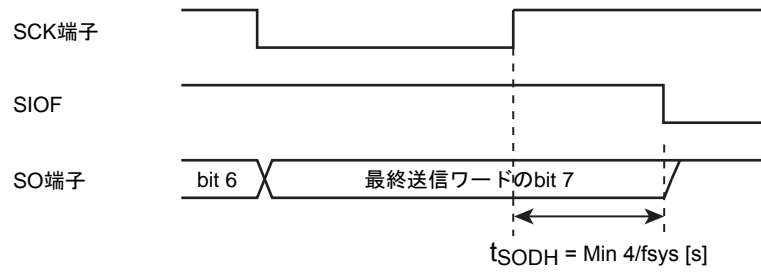 SCK端子
SIOF
SO端子 bit 6 最終送信ワードのbit 7
tSODH = Min 4/fsys [s]